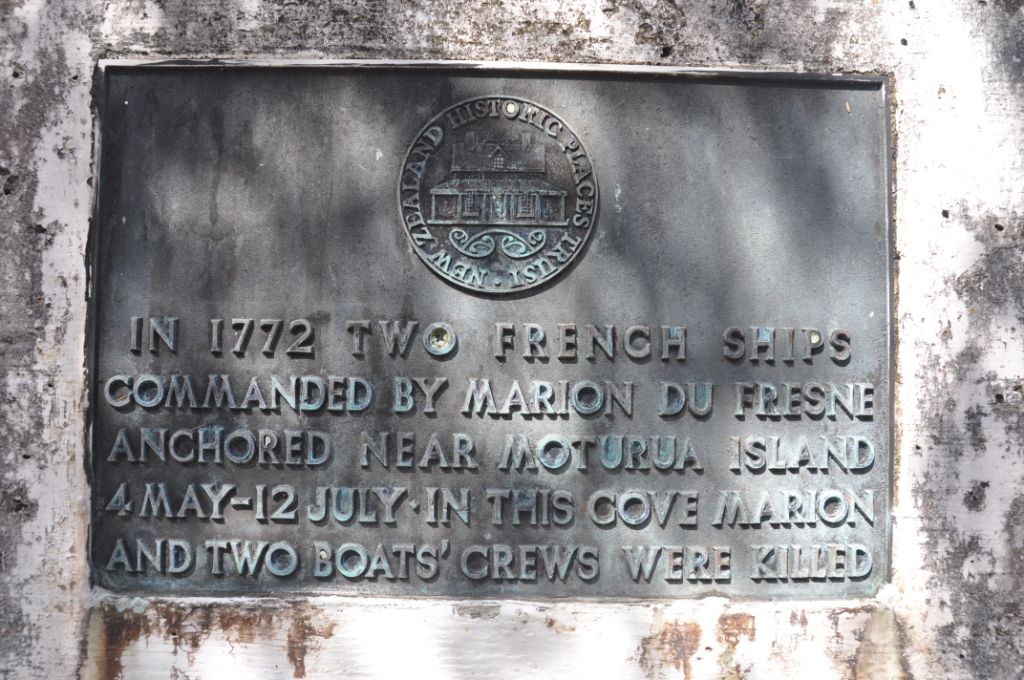 NEW ZEALAND HISTORIC PLACES TRUST ·
IN 1772 TWO FRENCH SHIPS
COMMANDED BY MARION DU FRESNE
ANCHORED NEAR MOTURUA ISLAND
4 MAY-12 JULY · IN THIS COVE MARION
AND TWO BOATS' CREWS WERE KILLED